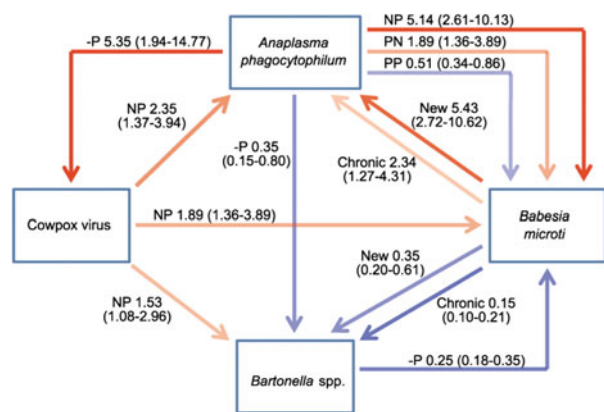 NP 5.14 (2.61-10.13)
-P 5.35 (1.94-14.77)
Anaplasma
phagocytophilum
PN 1.89 (1.36-3.89)
PP 0.51 (0.34-0.86)
NP 2.35
(1.37-3.94)
New 5.43
(2.72-10.62)
-P 0.35
(0.15-0.80)
Chronic 2.34
(1.27-4.31)
Cowpox virus
NP 1.89 (1.36-3.89)
Babesia
microti
New 0.35
(0.20-0.61)
NP 1.53
(1.08-2.96)
Chronic 0.15
(0.10-0.21)
Bartonella spp.
-P 0.25 (0.18-0.35)